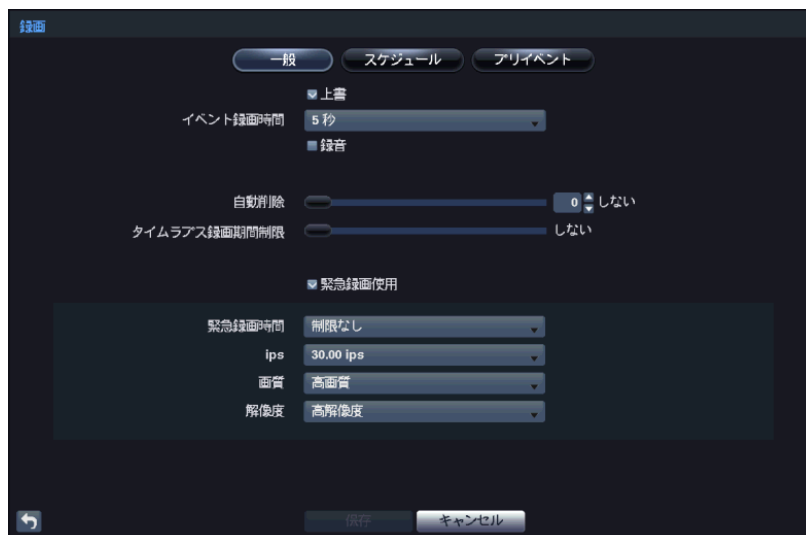 録画
一般 スケジュール プリイベント
上書
イベント録画時間 5 秒
録音
自動削除 0 しない
タイムラプス録画期間制限 しない
緊急録画使用
緊急録画時間 制限なし
ips 30.00 ips
画質 高画質
解像度 高解像度
保存 キャンセル